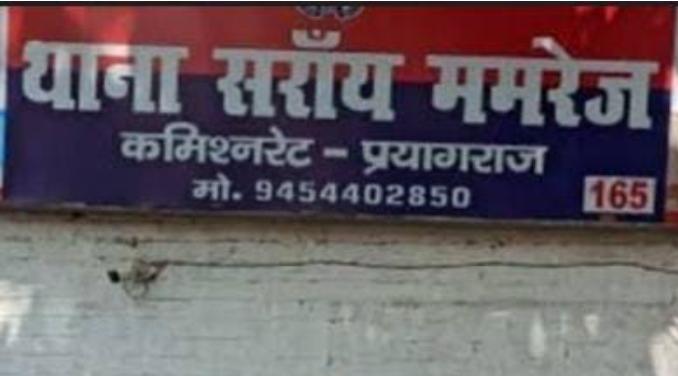 थाना सरॉय ममरेज
कमिश्नरेट - प्रयागराज
मो. 9454402850
165